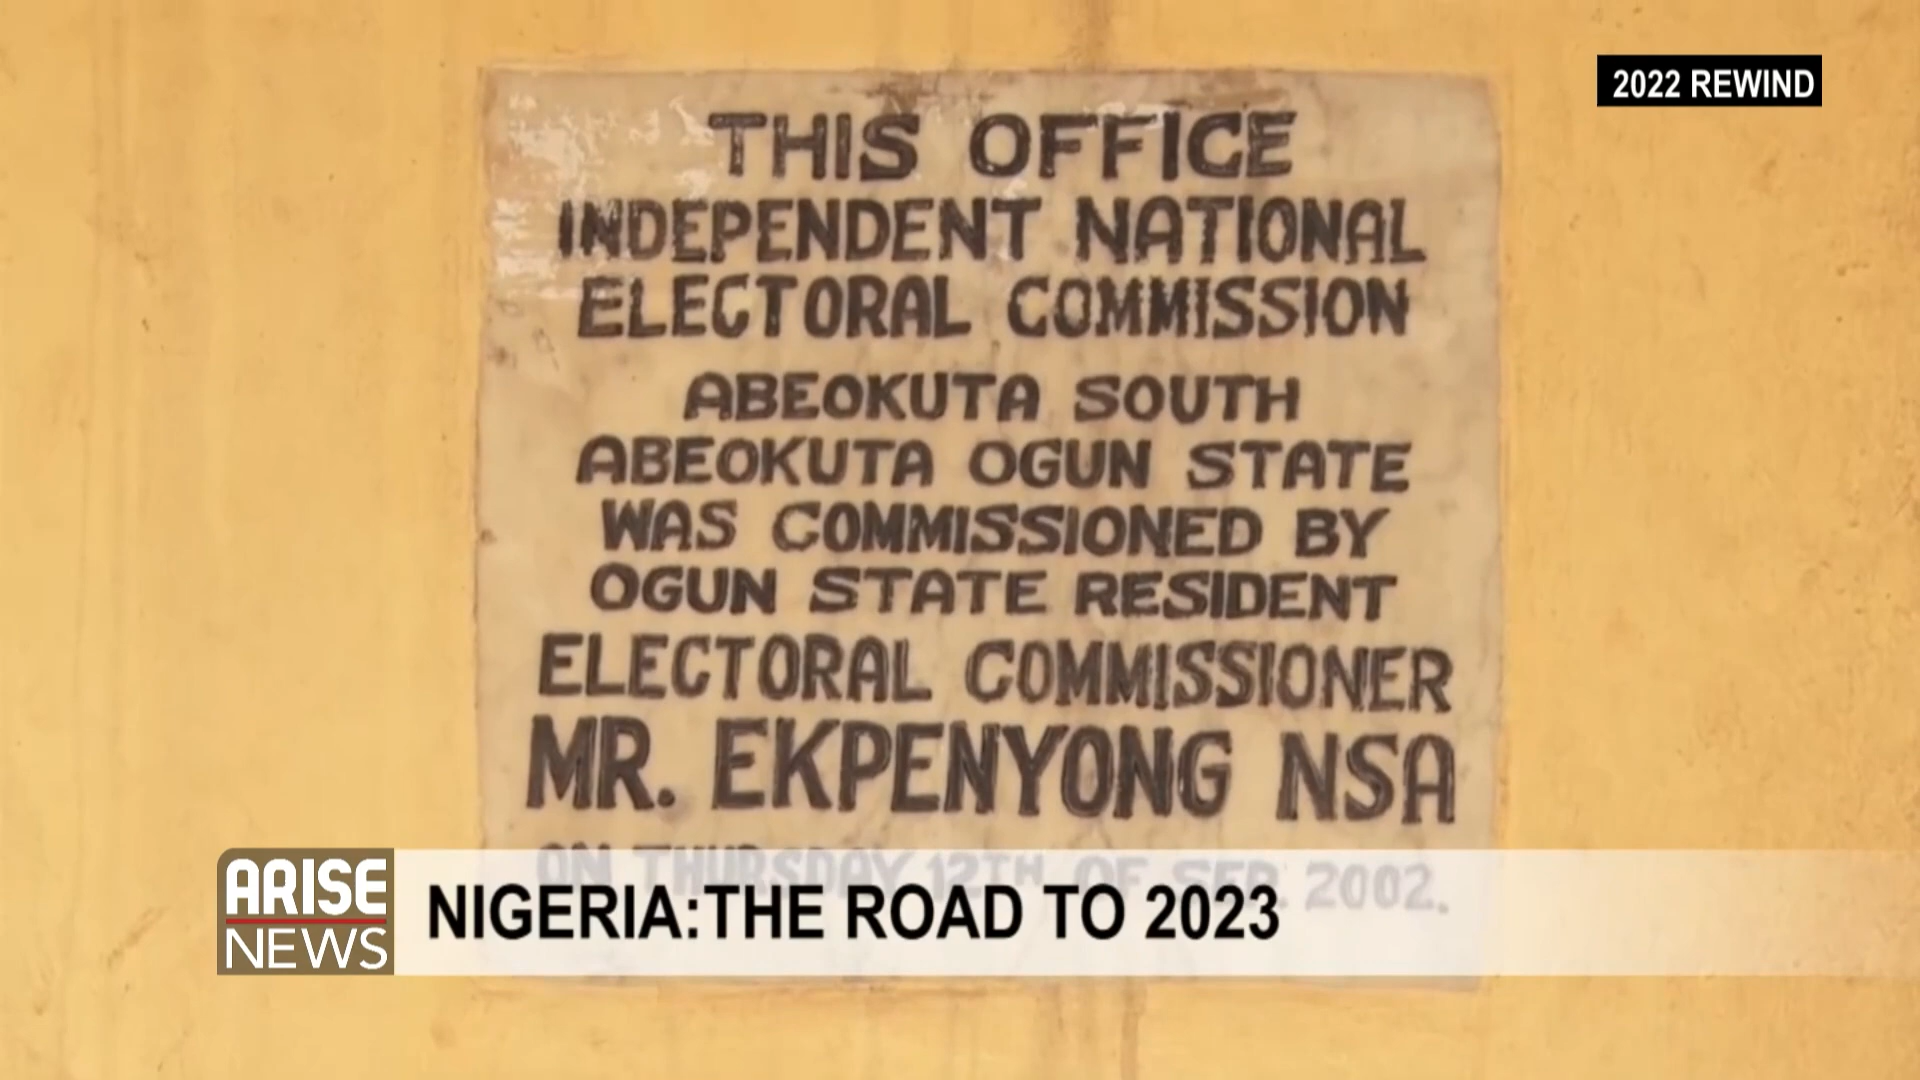 2022 REWIND
THIS OFFICE
INDEPENDENT NATIONAL
ELECTORAL COMMISSION
ABEOKUTA SOUTH
ABEOKUTA OGUN STATE
WAS COMMISSIONED BY
OGUN STATE RESIDENT
ELECTORAL COMMISSIONER
MR. EKPENYONG NSA
ON THURSDAY 12TH OF SEP. 2002.
ARISE
NEWS
NIGERIA:THE ROAD TO 2023